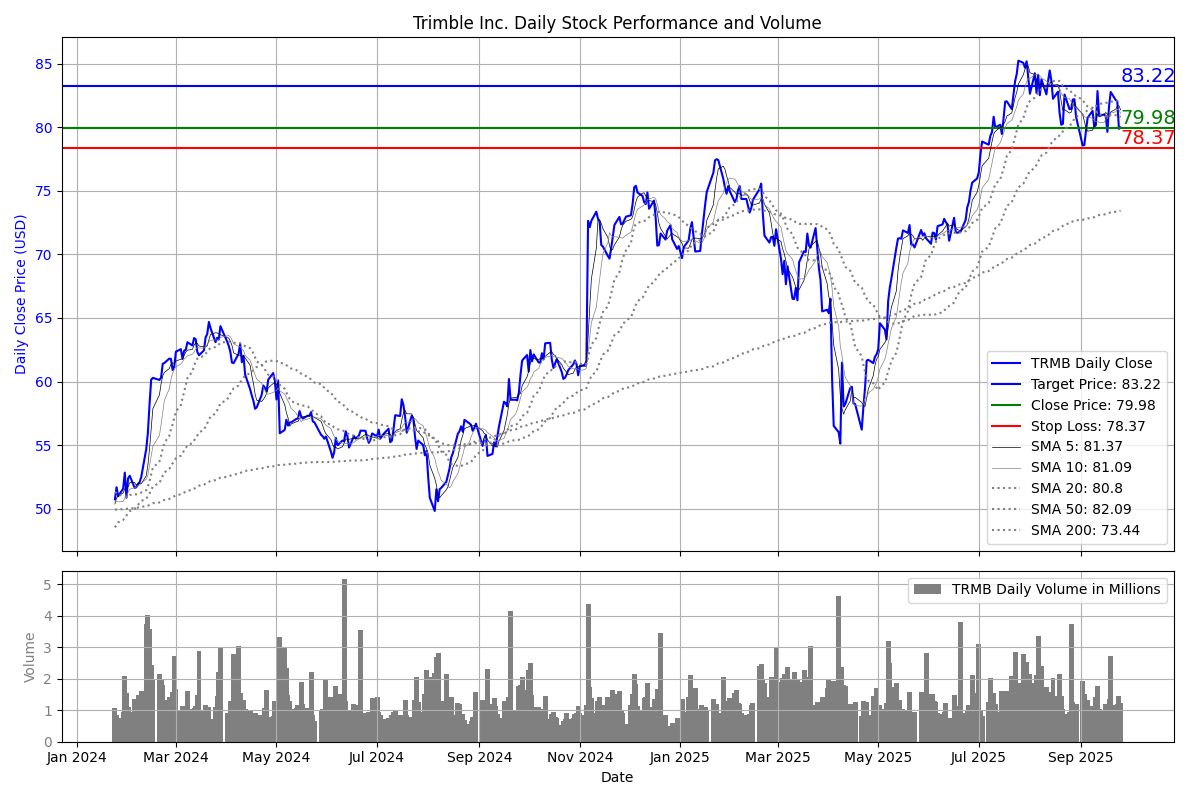 Trimble Inc. Daily Stock Performance and Volume
Daily Close Price (USD)
85
80
75
70
65
60
55
50
83.22
79.98
78.37
TRMB Daily Close
Target Price: 83.22
Close Price: 79.98
Stop Loss: 78.37
SMA 5: 81.37
SMA 10: 81.09
SMA 20: 80.8
SMA 50: 82.09
SMA 200: 73.44
Volume
5
4
3
2
1
0
TRMB Daily Volume in Millions
Jan 2024 Mar 2024 May 2024 Jul 2024 Sep 2024 Nov 2024 Jan 2025 Mar 2025 May 2025 Jul 2025 Sep 2025
Date